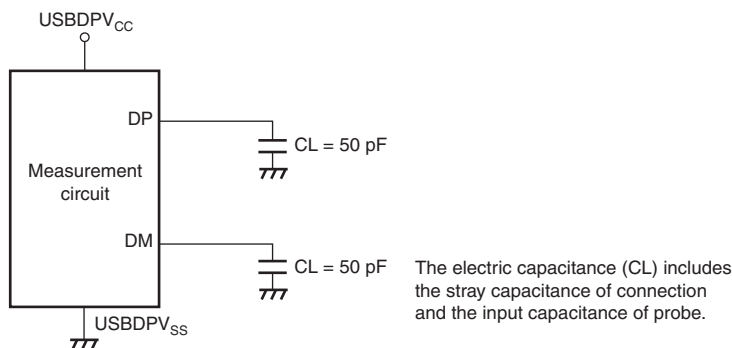 USBDPVCC
DP
CL = 50 pF
Measurement
circuit
DM
CL = 50 pF
The electric capacitance (CL) includes
the stray capacitance of connection
and the input capacitance of probe.
USBDPVSS